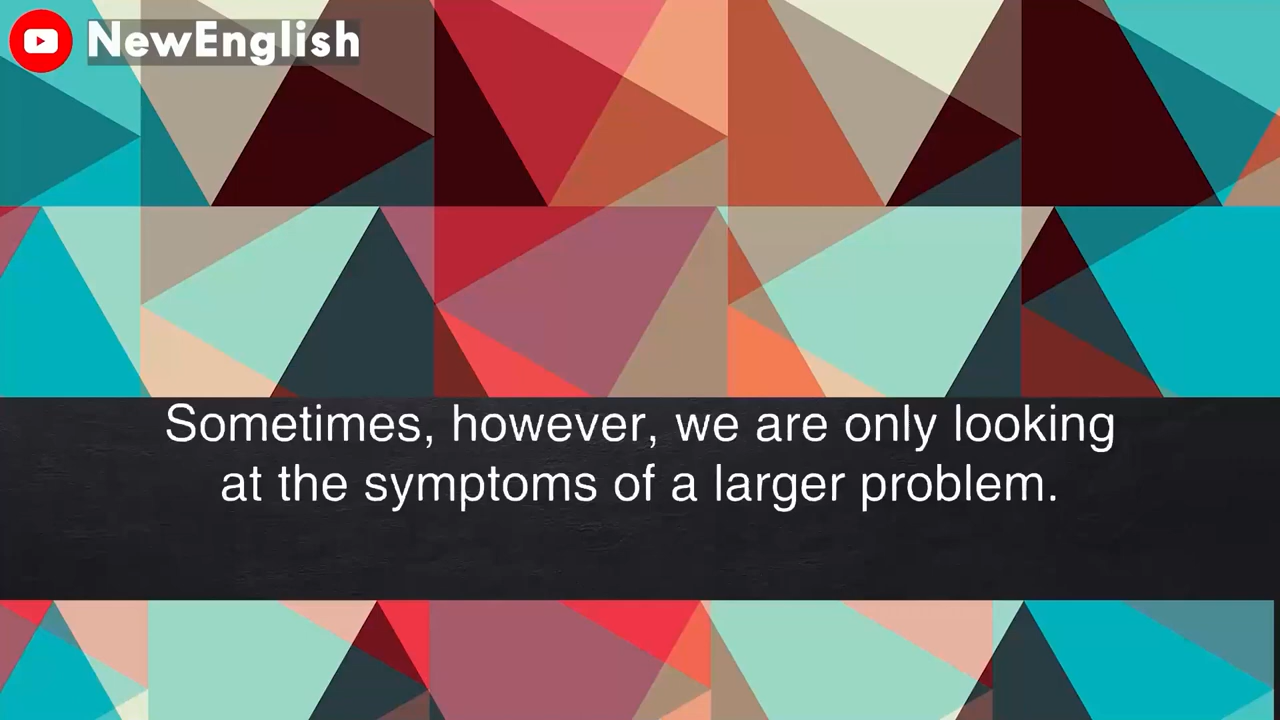 NewEnglish
Sometimes, however, we are only looking
at the symptoms of a larger problem.